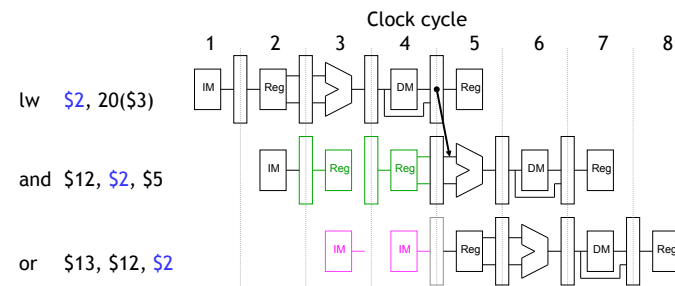 Clock cycle
1 2 3 4 5 6 7 8
lw $2, 20($3) IM Reg DM Reg
and $12, $2, $5 IM Reg Reg DM Reg
or $13, $12, $2 IM IM Reg DM Reg